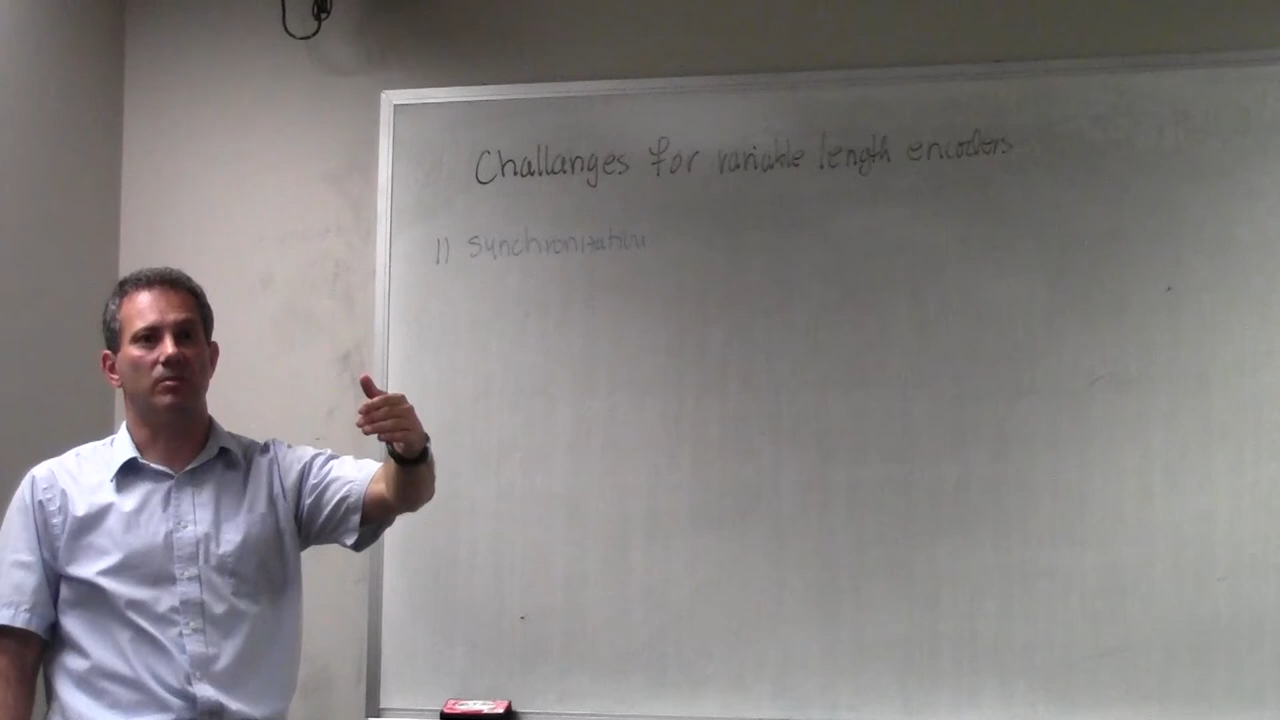 Challanges for variable length encoders
1) synchronization